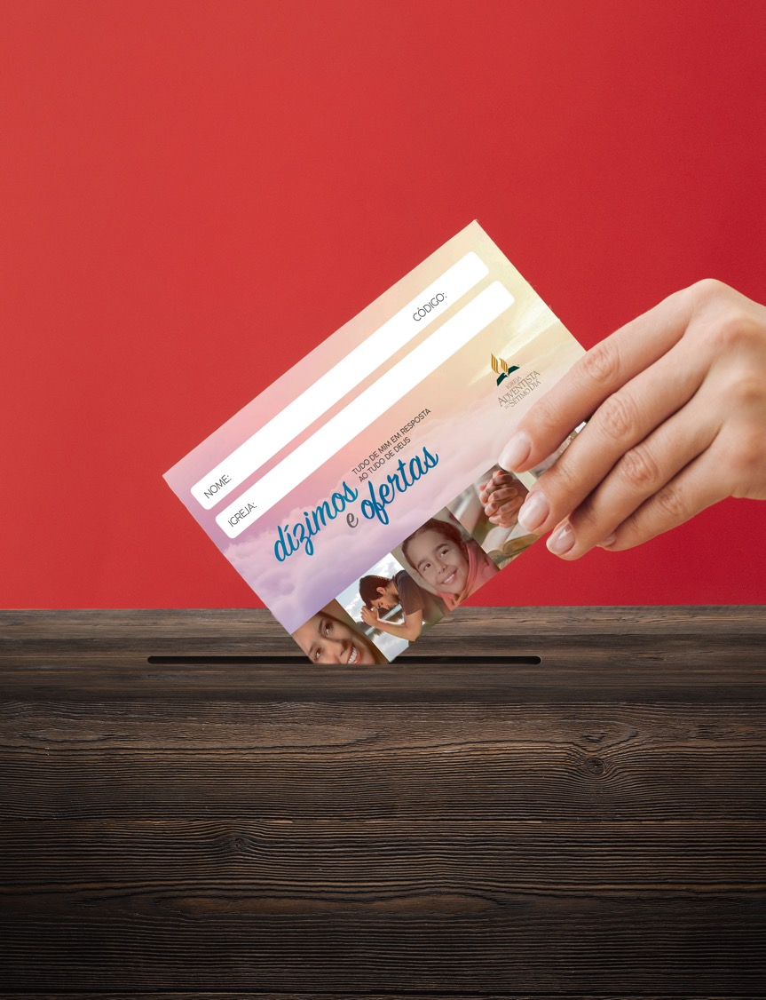 NOME: CÓDIGO:
IGREJA:
IGREJA
ADVENTISTA
DO SÉTIMO DIA
TUDO DE MIM EM RESPOSTA
AO TUDO DE DEUS
dízimos
e ofertas